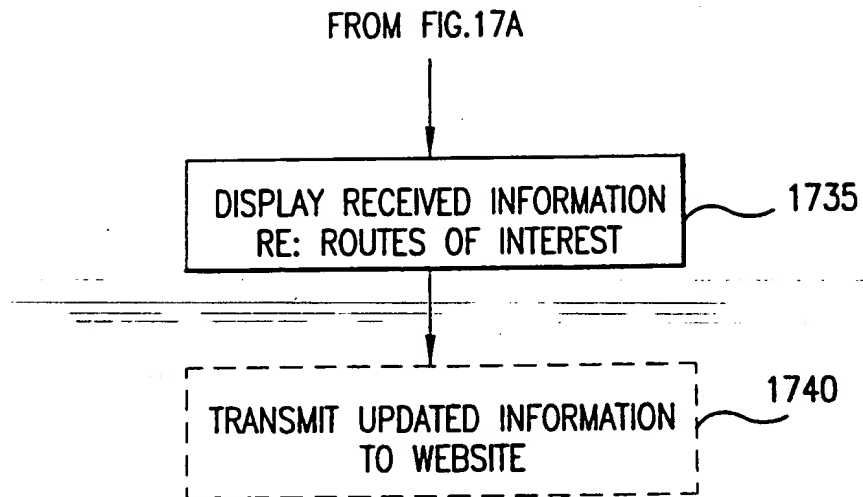 FROM FIG.17A
DISPLAY RECEIVED INFORMATION
RE: ROUTES OF INTEREST
1735
TRANSMIT UPDATED INFORMATION
TO WEBSITE
1740